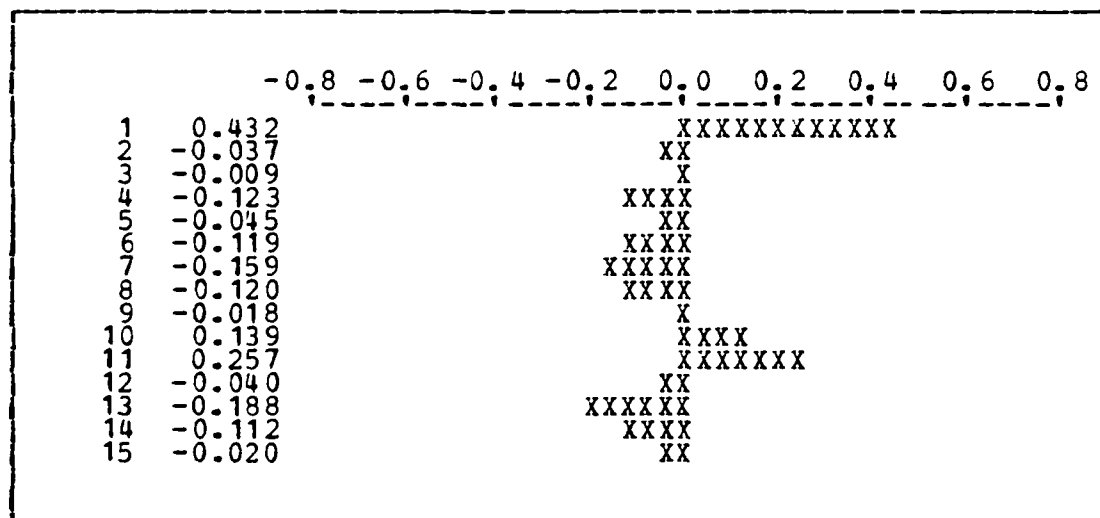 -0.8 -0.6 -0.4 -0.2 0.0 0.2 0.4 0.6 0.8
1 0.432 XXXXXXXXXXXX
2 -0.037 XX
3 -0.009 X
4 -0.123 XXXX
5 -0.045 XX
6 -0.119 XXXX
7 -0.159 XXXXX
8 -0.120 XXXX
9 -0.018 X
10 0.139 XXXX
11 0.257 XXXXXXX
12 -0.040 XX
13 -0.188 XXXXXX
14 -0.112 XXXX
15 -0.020 XX